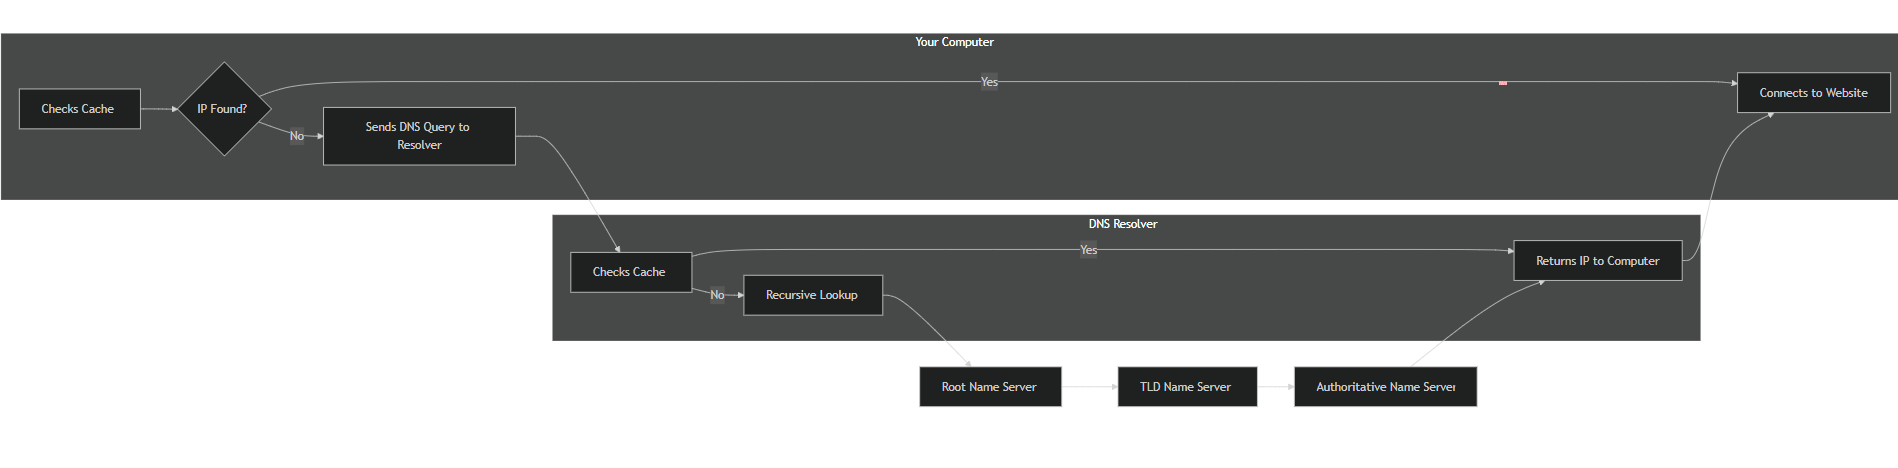 Your Computer
Checks Cache
IP Found?
Yes
No
Sends DNS Query to
Resolver
Connects to Website
DNS Resolver
Checks Cache
Yes
No
Recursive Lookup
Returns IP to Computer
Root Name Server
TLD Name Server
Authoritative Name Server